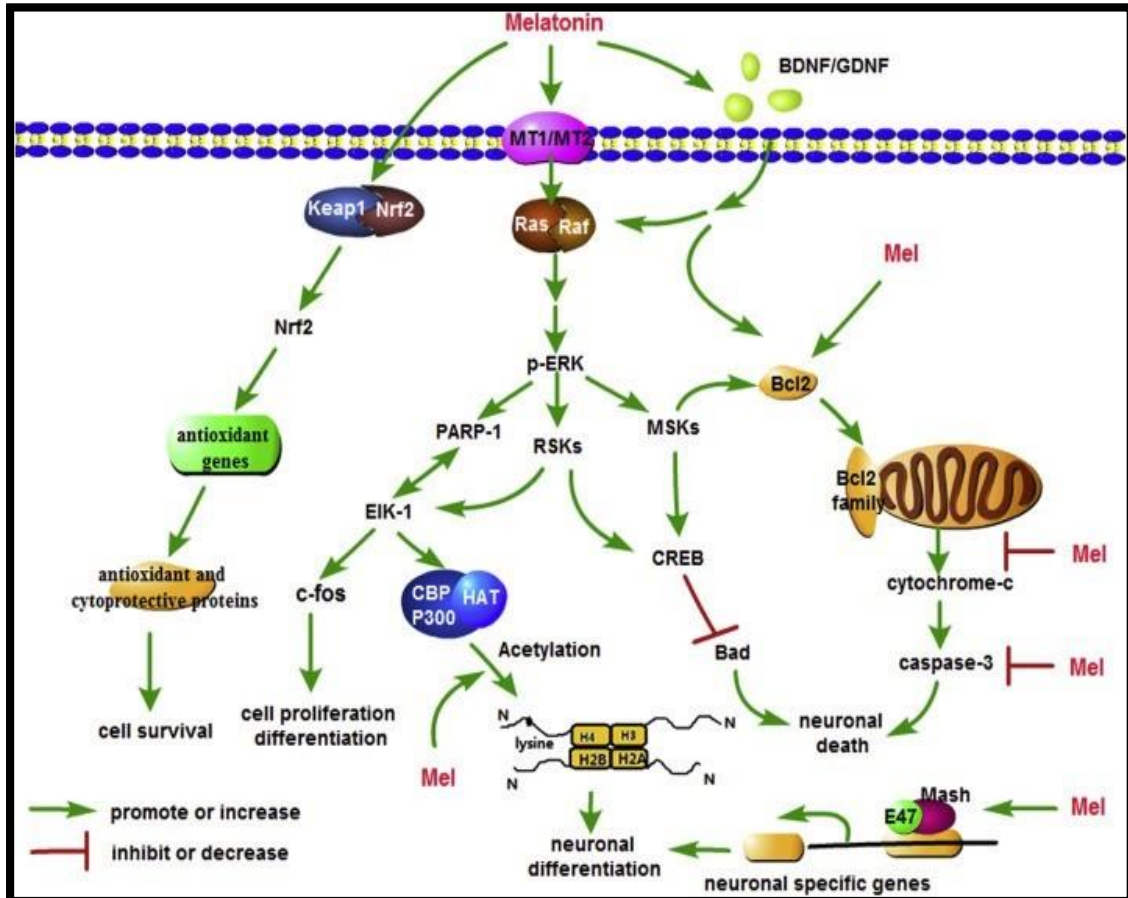 Melatonin
BDNF/GDNF
MT1/MT2
Keap1
Nrf2
Ras
Raf
Mel
Nrf2
p-ERK
Bcl2
PARP-1
RSKs
MSKs
antioxidant
genes
Bcl2
family
EIK-1
CREB
Mel
cytochrome-c
antioxidant and
cytoprotective proteins
c-fos
CBP
P300
HAT
Acetylation
Bad
caspase-3
Mel
cell survival
cell proliferation
differentiation
N
N
lysine
H4
H3
H2B
H2A
N
N
neuronal
death
Mel
promote or increase
inhibit or decrease
neuronal
differentiation
Mash
E47
Mel
neuronal specific genes